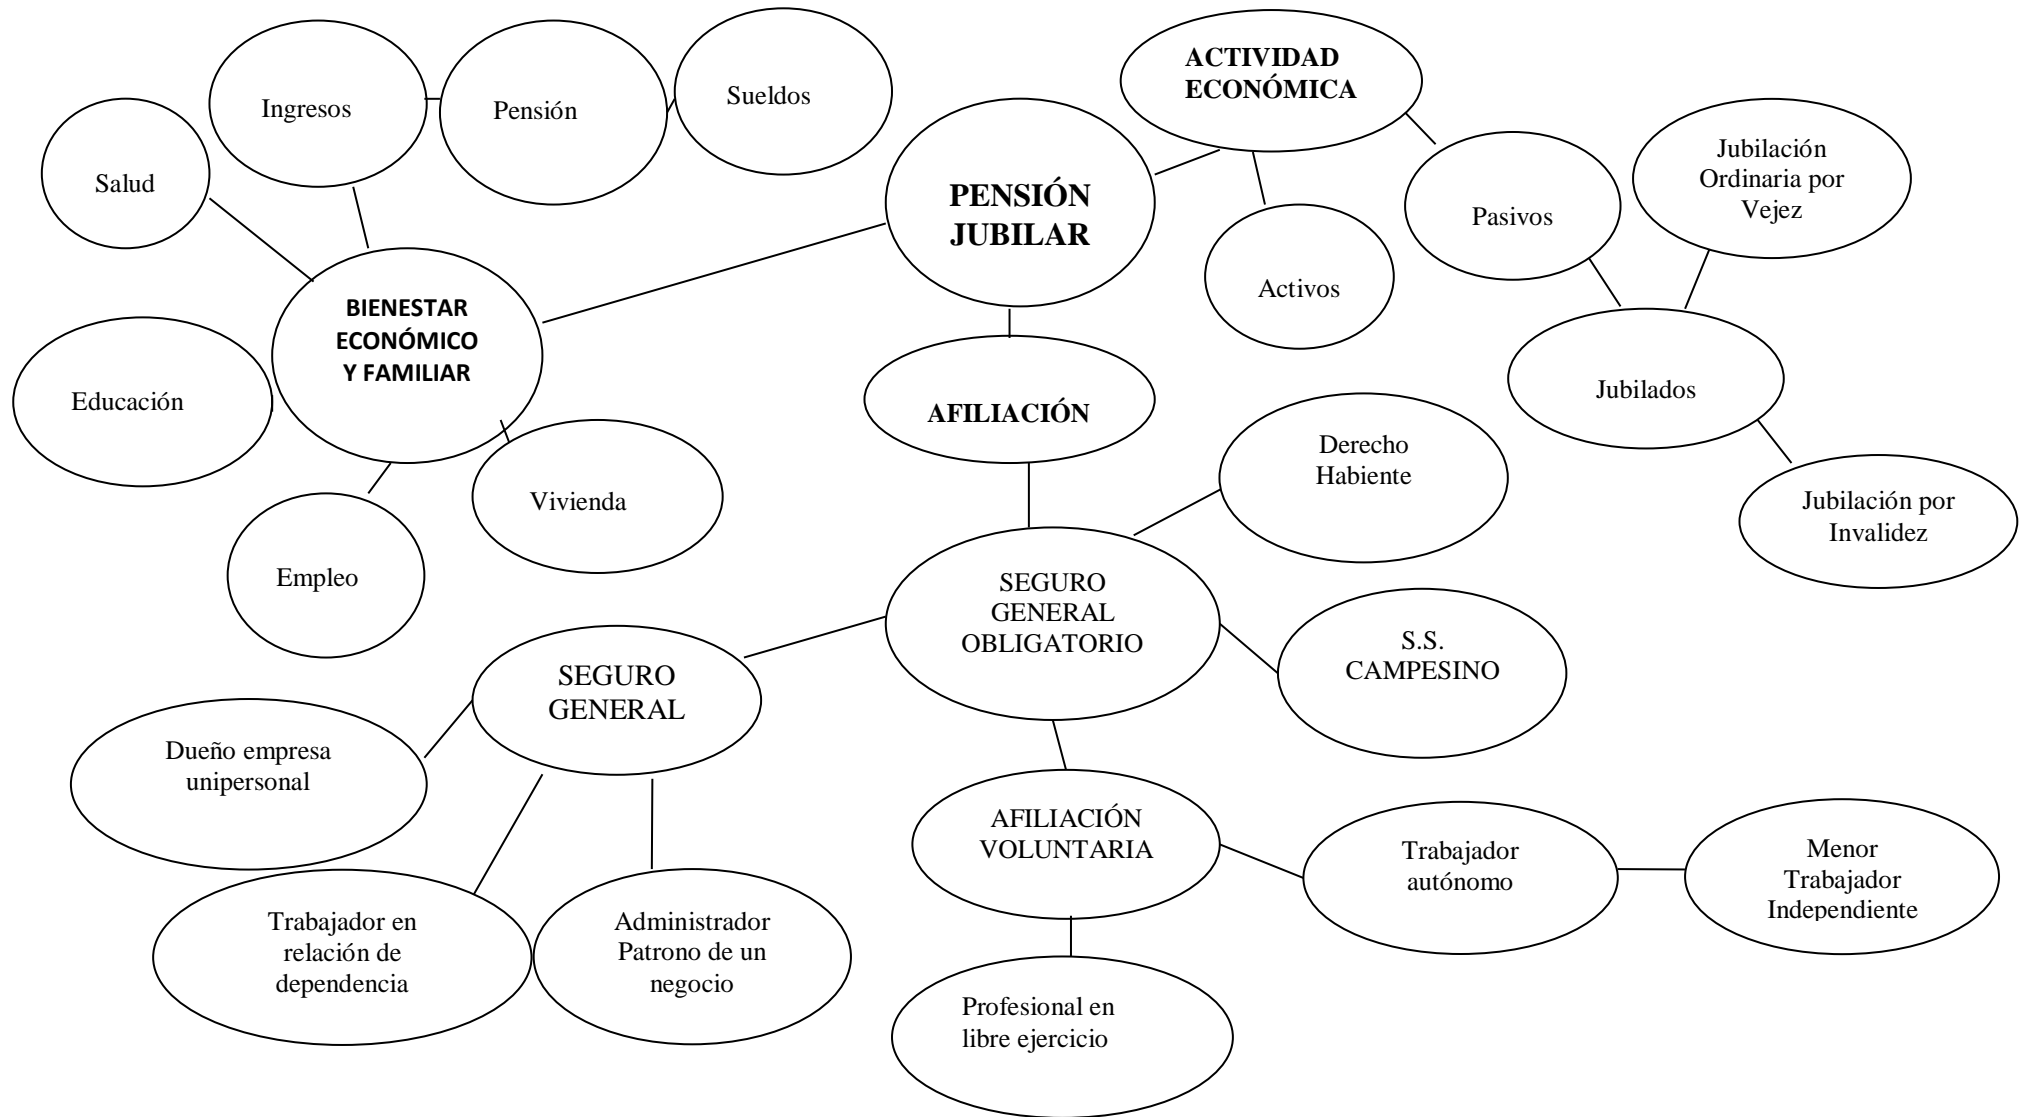 ACTIVIDAD
ECONÓMICA
Ingresos
Pensión
Sueldos
Salud
PENSIÓN
JUBILAR
Pasivos
Jubilación
Ordinaria por
Vejez
Activos
BIENESTAR
ECONÓMICO
Y FAMILIAR
Educación
AFILIACIÓN
Jubilados
Derecho
Habiente
Vivienda
Jubilación por
Invalidez
Empleo
SEGURO
GENERAL
OBLIGATORIO
S.S.
CAMPESINO
SEGURO
GENERAL
Dueño empresa
unipersonal
AFILIACIÓN
VOLUNTARIA
Trabajador
autónomo
Menor
Trabajador
Independiente
Trabajador en
relación de
dependencia
Administrador
Patrono de un
negocio
Profesional en
libre ejercicio